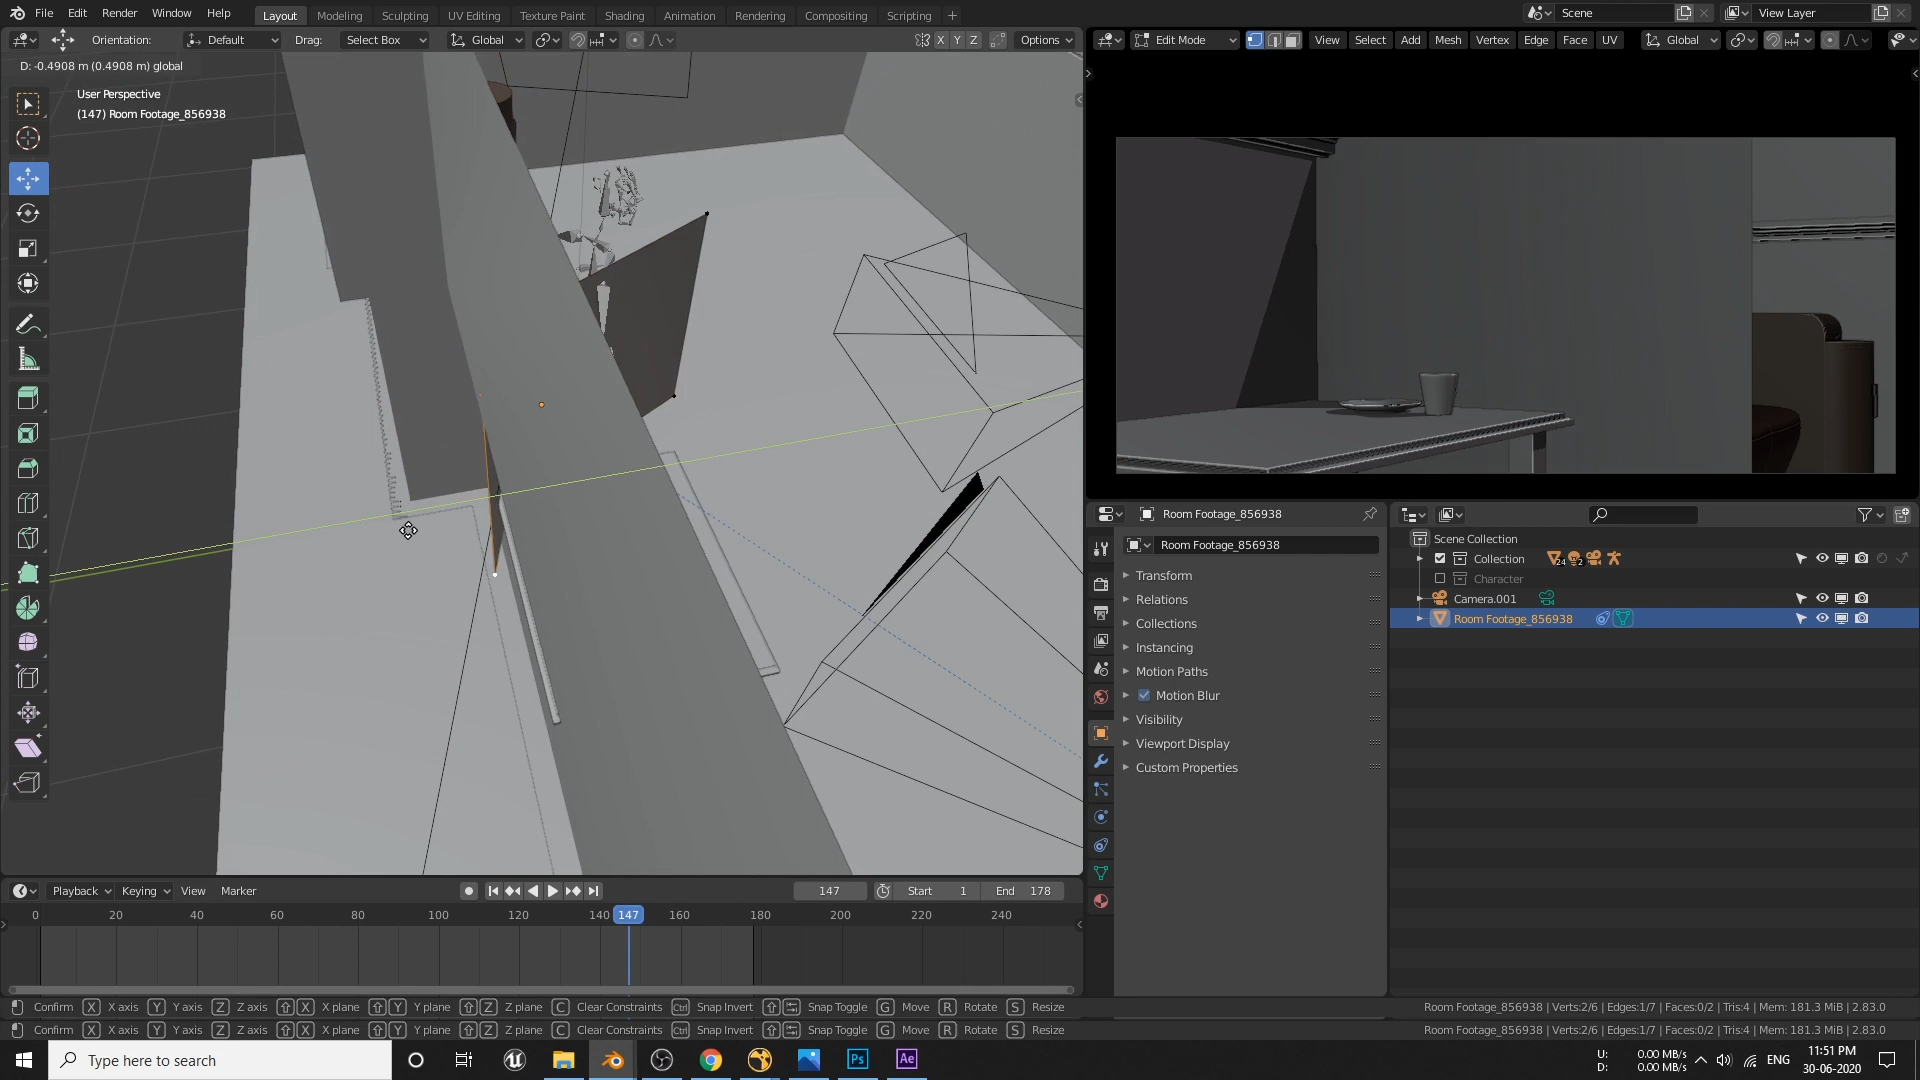 File Edit Render Window Help
Layout Modeling Sculpting UV Editing Texture Paint Shading Animation Rendering Compositing Scripting +
Scene
View Layer
Orientation: Default Drag: Select Box Global X Y Z Options
Edit Mode View Select Add Mesh Vertex Edge Face UV Global
D: -0.4908 m (0.4908 m) global
User Perspective
(147) Room Footage_856938
Room Footage_856938
Room Footage_856938
Transform
Relations
Collections
Instancing
Motion Paths
Motion Blur
Visibility
Viewport Display
Custom Properties
Scene Collection
Collection 24 2
Character
Camera.001
Room Footage_856938
Playback Keying View Marker 147 Start 1 End 178
0 20 40 60 80 100 120 140 147 160 180 200 220 240
Confirm X X axis Y Y axis Z Z axis X X plane Y Y plane Z Z plane C Clear Constraints Ctrl Snap Invert Snap Toggle G Move R Rotate S Resize Room Footage_856938 | Verts:2/6 | Edges:1/7 | Faces:0/2 | Tris:4 | Mem: 181.3 MiB | 2.83.0
Confirm X X axis Y Y axis Z Z axis X X plane Y Y plane Z Z plane C Clear Constraints Ctrl Snap Invert Snap Toggle G Move R Rotate S Resize Room Footage_856938 | Verts:2/6 | Edges:1/7 | Faces:0/2 | Tris:4 | Mem: 181.3 MiB | 2.83.0
Type here to search
Ps
Ae
U: 0.00 MB/s
D: 0.00 MB/s
ENG
11:51 PM
30-06-2020